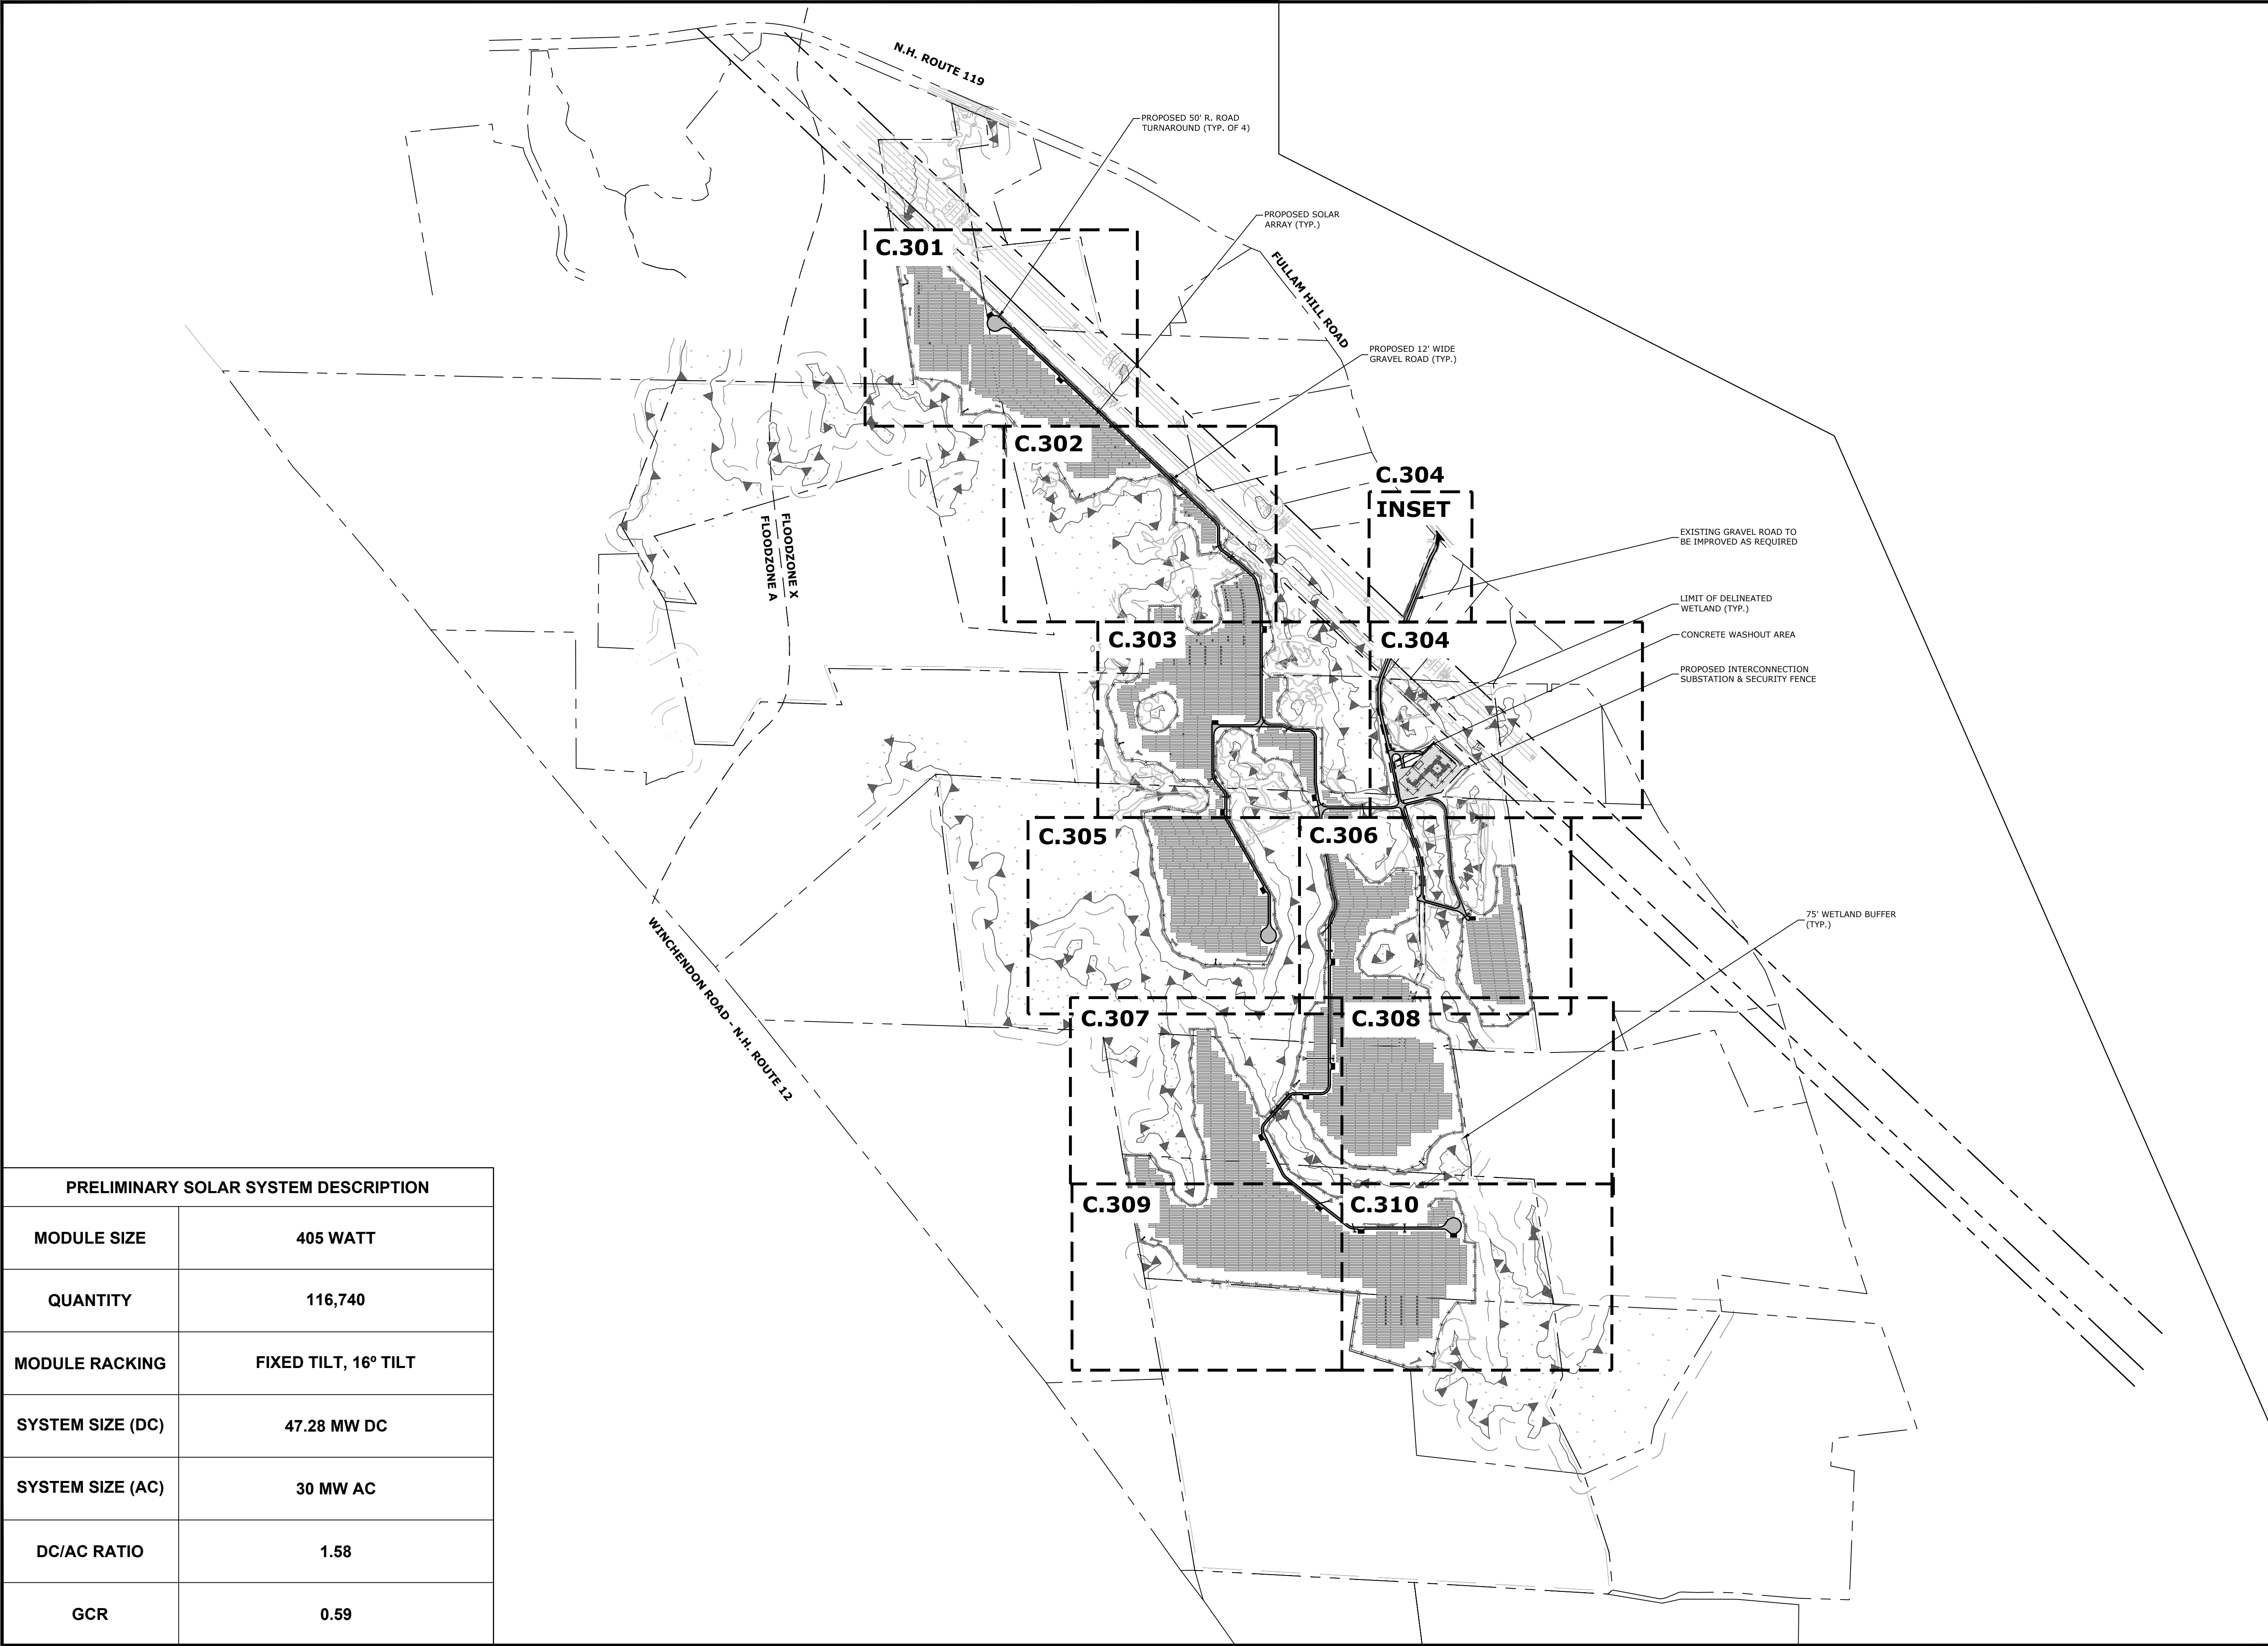 N.H. ROUTE 119
PROPOSED 50' R. ROAD
TURNAROUND (TYP. OF 4)
PROPOSED SOLAR
ARRAY (TYP.)
C.301
FULLAM HILL ROAD
PROPOSED 12' WIDE
GRAVEL ROAD (TYP.)
C.302
C.304
INSET
EXISTING GRAVEL ROAD TO
BE IMPROVED AS REQUIRED
FLOODZONE X
FLOODZONE A
LIMIT OF DELINEATED
WETLAND (TYP.)
C.303
C.304
CONCRETE WASHOUT AREA
PROPOSED INTERCONNECTION
SUBSTATION & SECURITY FENCE
C.305
C.306
75' WETLAND BUFFER
(TYP.)
WINCHENDON ROAD - N.H. ROUTE 12
C.307
C.308
C.309
C.310
PRELIMINARY SOLAR SYSTEM DESCRIPTION
MODULE SIZE 405 WATT
QUANTITY 116,740
MODULE RACKING FIXED TILT, 16º TILT
SYSTEM SIZE (DC) 47.28 MW DC
SYSTEM SIZE (AC) 30 MW AC
DC/AC RATIO 1.58
GCR 0.59